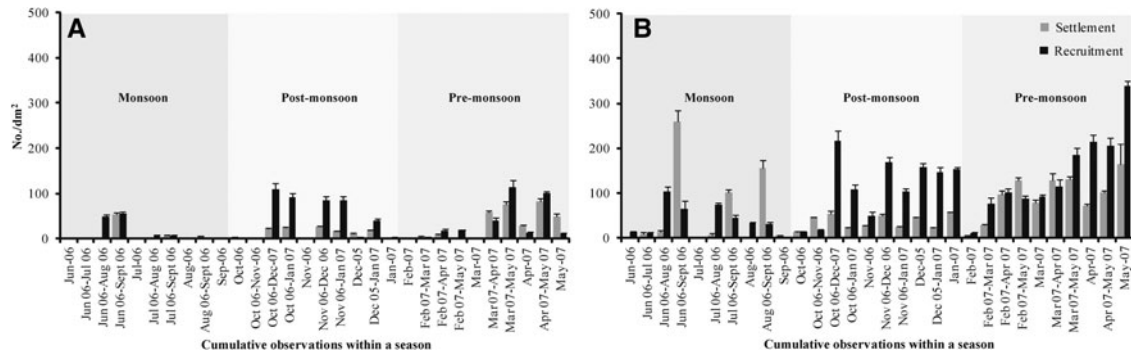 A
B
500
400
300
200
100
0
No./dm²
Monsoon
Post-monsoon
Pre-monsoon
Jun-06
Jun 06-Jul 06
Jun 06-Aug 06
Jun 06-Sept 06
Jul-06
Jul 06-Aug 06
Jul 06-Sept 06
Aug-06
Aug 06-Sept 06
Sep-06
Oct-06
Oct 06-Nov-06
Oct 06-Dec-07
Oct 06-Jan-07
Nov-06
Nov 06-Dec 06
Nov 06-Jan-07
Dec-05
Dec 05-Jan 07
Jan-07
Feb-07
Feb 07-Mar 07
Feb 07-Apr 07
Feb 07-May 07
Mar-07
Mar 07-Apr 07
Mar 07-May 07
Apr-07
Apr 07-May 07
May-07
Cumulative observations within a season
500
400
300
200
100
0
Settlement
Recruitment
Monsoon
Post-monsoon
Pre-monsoon
Jun-06
Jun 06-Jul 06
Jun 06-Aug 06
Jun 06-Sept 06
Jul-06
Jul 06-Aug 06
Jul 06-Sept 06
Aug-06
Aug 06-Sept 06
Sep-06
Oct-06
Oct 06-Nov-06
Oct 06-Dec-07
Oct 06-Jan 07
Nov-06
Nov 06-Dec 06
Nov 06-Jan 07
Dec-06
Dec 06-Jan 07
Jan-07
Feb-07
Feb 07-Mar 07
Feb 07-Apr 07
Feb 07-May 07
Mar-07
Mar 07-Apr 07
Mar 07-May 07
Apr-07
Apr 07-May 07
May-07
Cumulative observations within a season